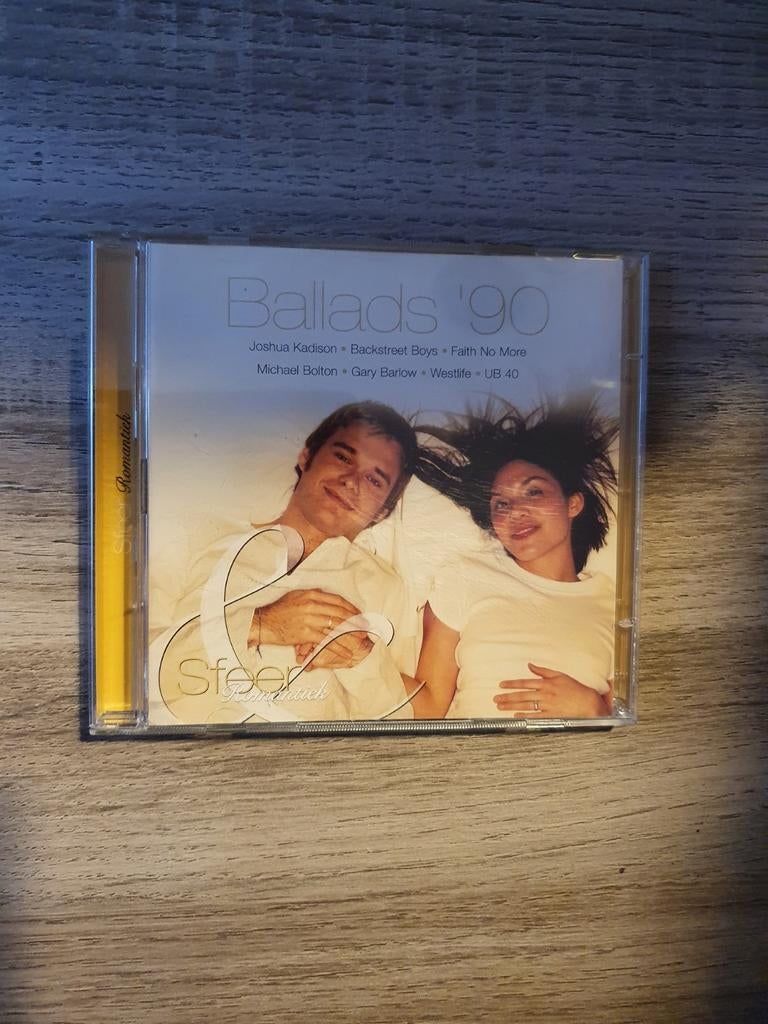 Ballads '90
Joshua Kadison • Backstreet Boys • Faith No More
Michael Bolton • Gary Barlow • Westlife • UB 40
Sfeer
&
Romantiek
Sfeer Romantiek